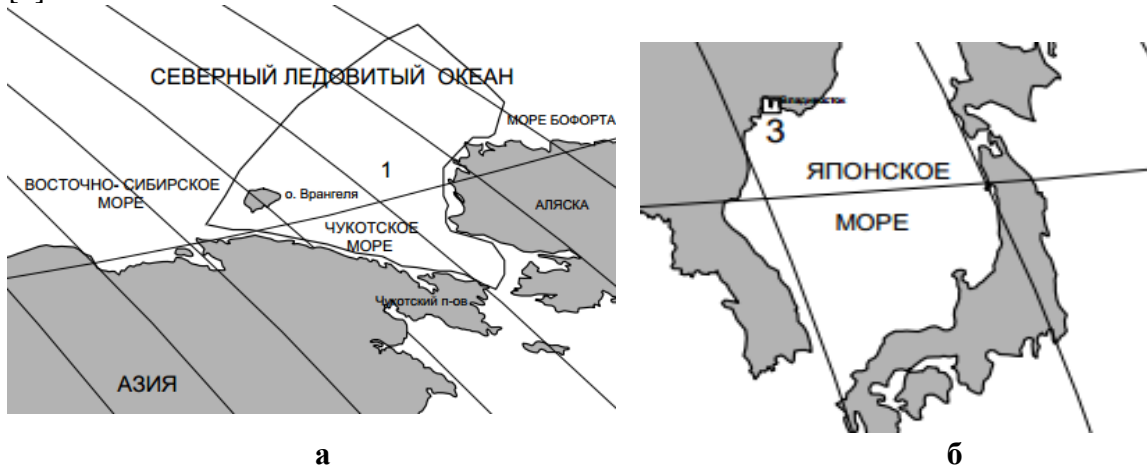 СЕВЕРНЫЙ ЛЕДОВИТЫЙ ОКЕАН
МОРЕ БОФОРТА
1
ВОСТОЧНО- СИБИРСКОЕ
МОРЕ
о. Врангеля
АЛЯСКА
ЧУКОТСКОЕ
МОРЕ
Чукотский п-ов
АЗИЯ
а
Владивосток
3
ЯПОНСКОЕ
МОРЕ
б